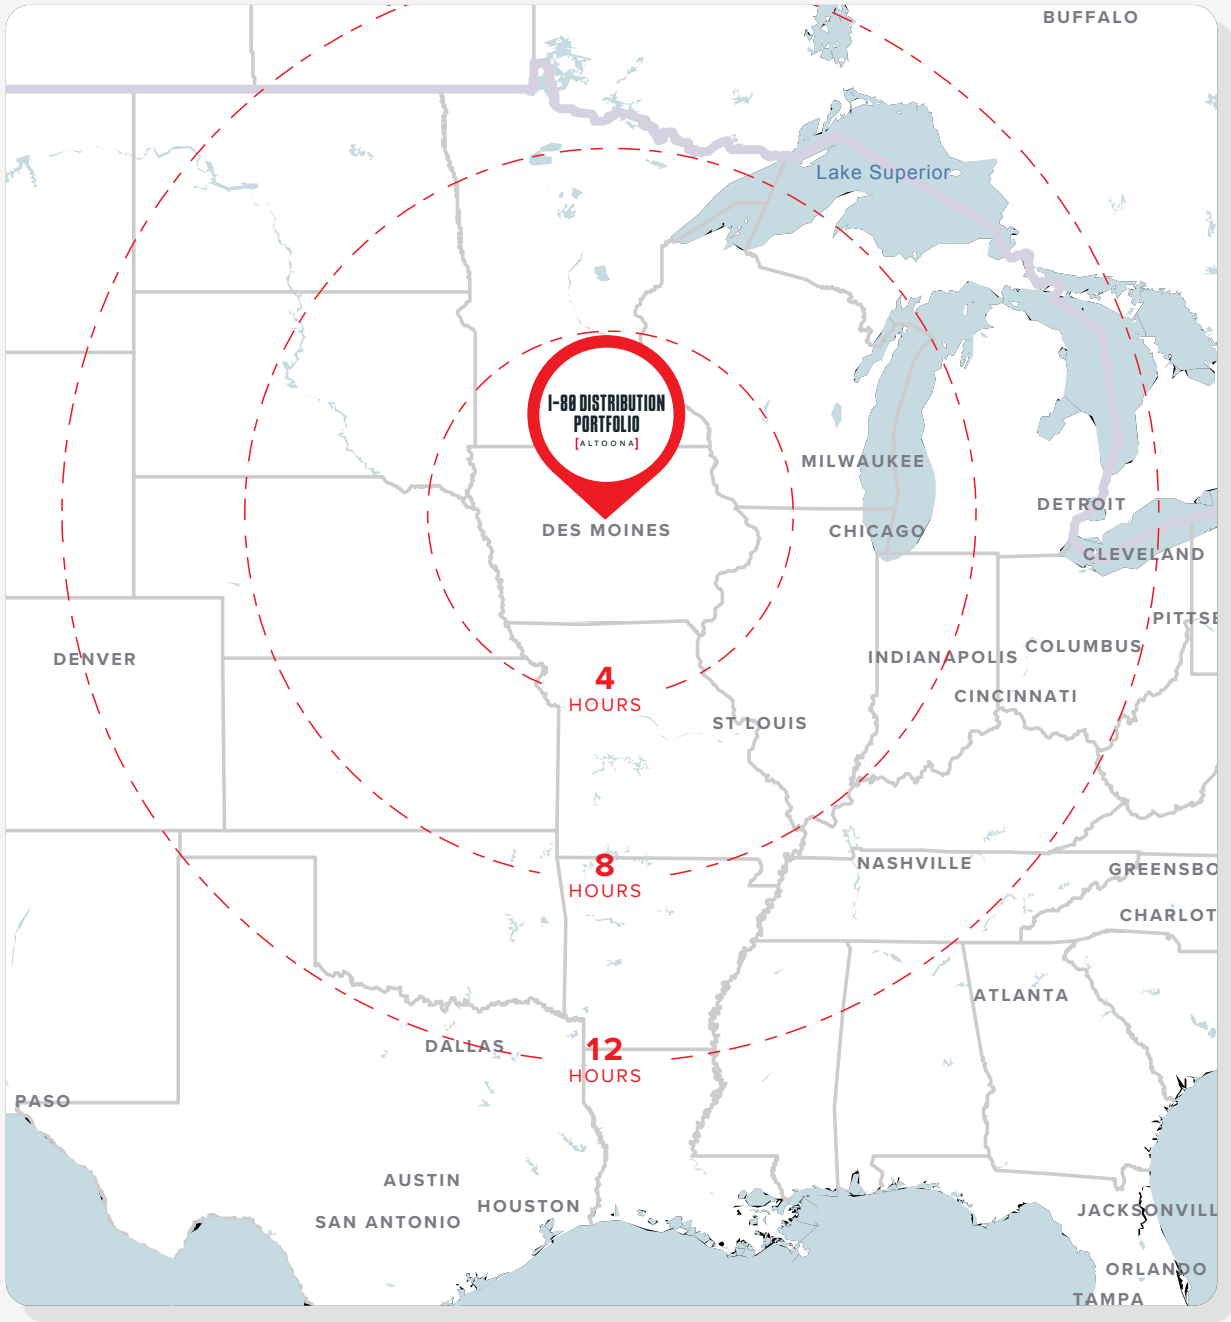 BUFFALO
Lake Superior
I-80 DISTRIBUTION
PORTFOLIO
[ALTOONA]
MILWAUKEE
DETROIT
DES MOINES
CHICAGO
CLEVELAND
PITTSB
DENVER
INDIANAPOLIS
COLUMBUS
4
HOURS
CINCINNATI
ST LOUIS
8
HOURS
NASHVILLE
GREENSBO
CHARLOT
ATLANTA
DALLAS
12
HOURS
PASO
AUSTIN
HOUSTON
SAN ANTONIO
JACKSONVILL
ORLANDO
TAMPA